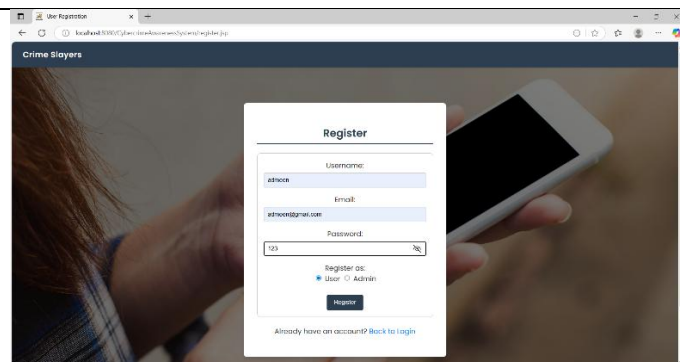 User Registration
localhost:8080/CybercrimeAwarenessSystem/register.jsp
Crime Slayers
Register
Username:
admeen
Email:
admeen@gmail.com
Password:
123
Register as:
User Admin
Register
Already have an account? Back to Login